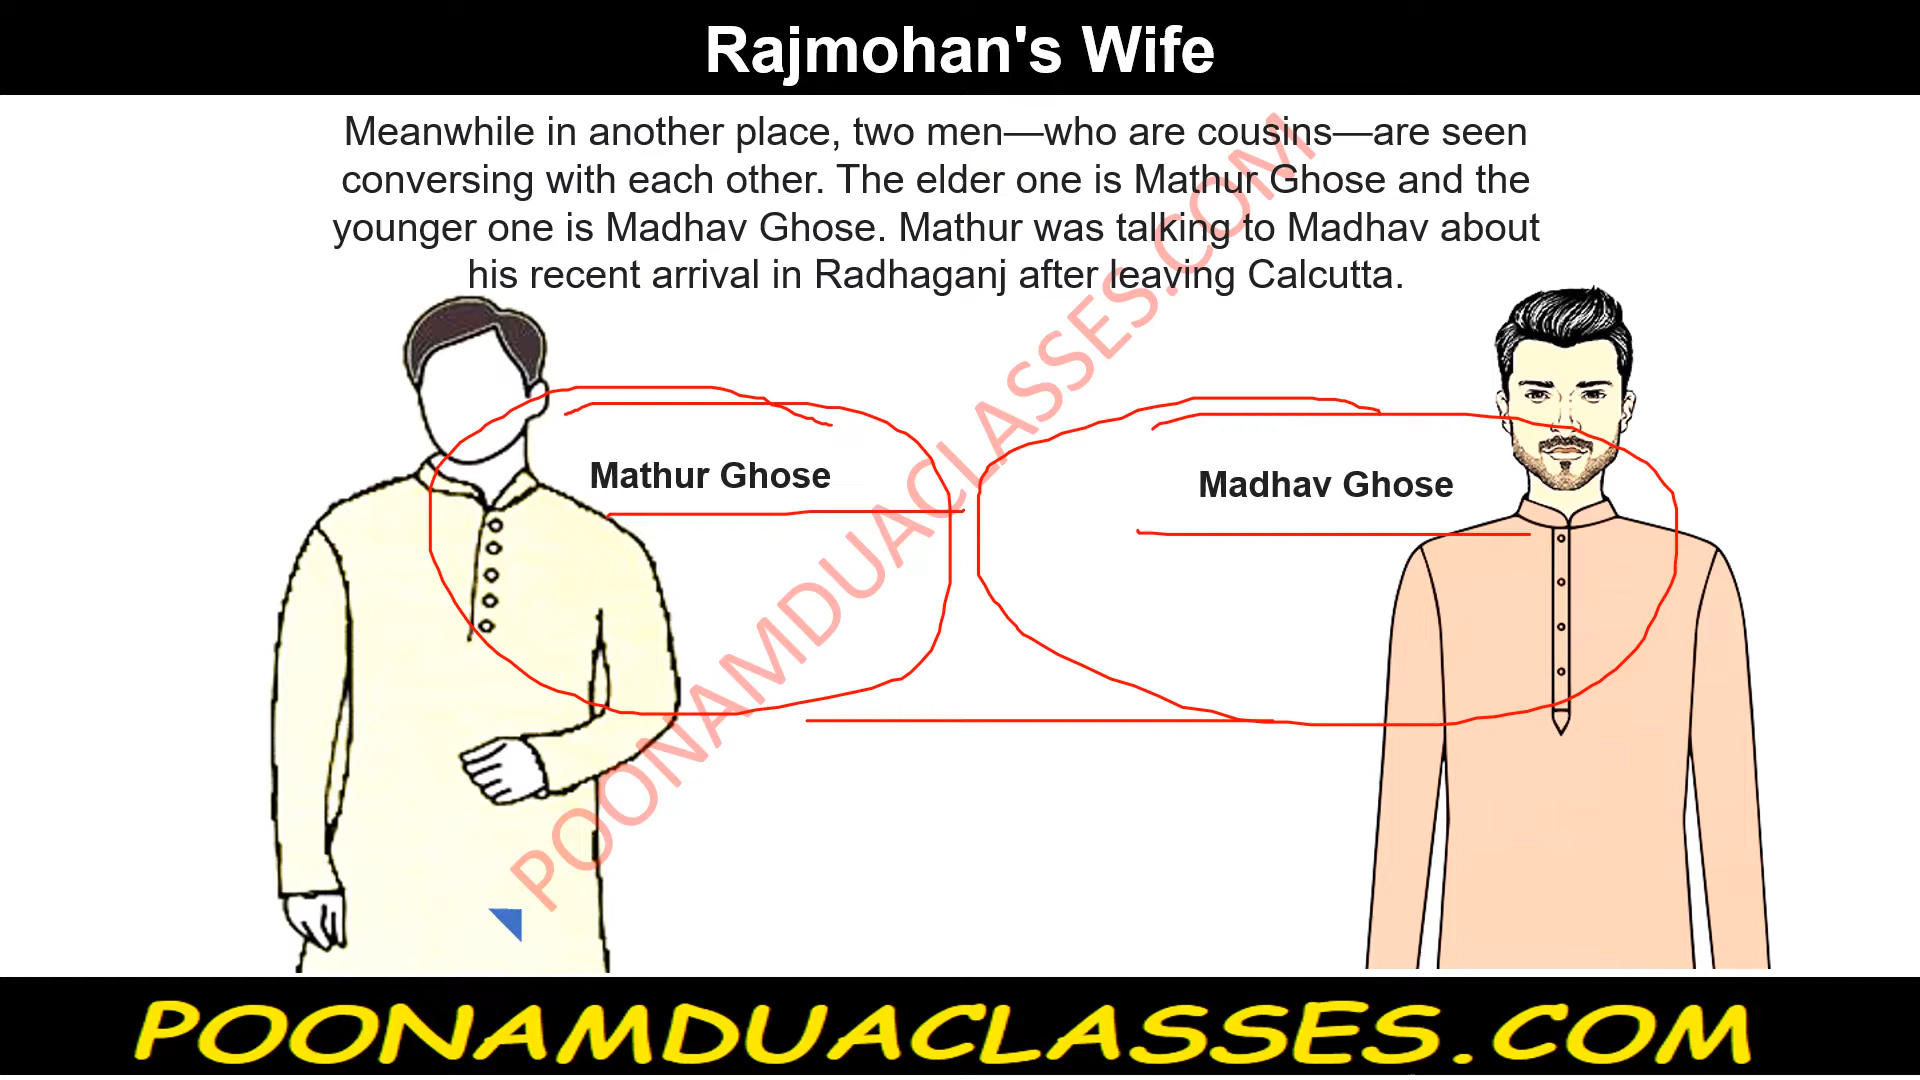 Rajmohan's Wife
Meanwhile in another place, two men—who are cousins—are seen
conversing with each other. The elder one is Mathur Ghose and the
younger one is Madhav Ghose. Mathur was talking to Madhav about
his recent arrival in Radhaganj after leaving Calcutta.
Mathur Ghose
Madhav Ghose
POONAMDUACLASSES.COM
POONAMDUACLASSES.COM